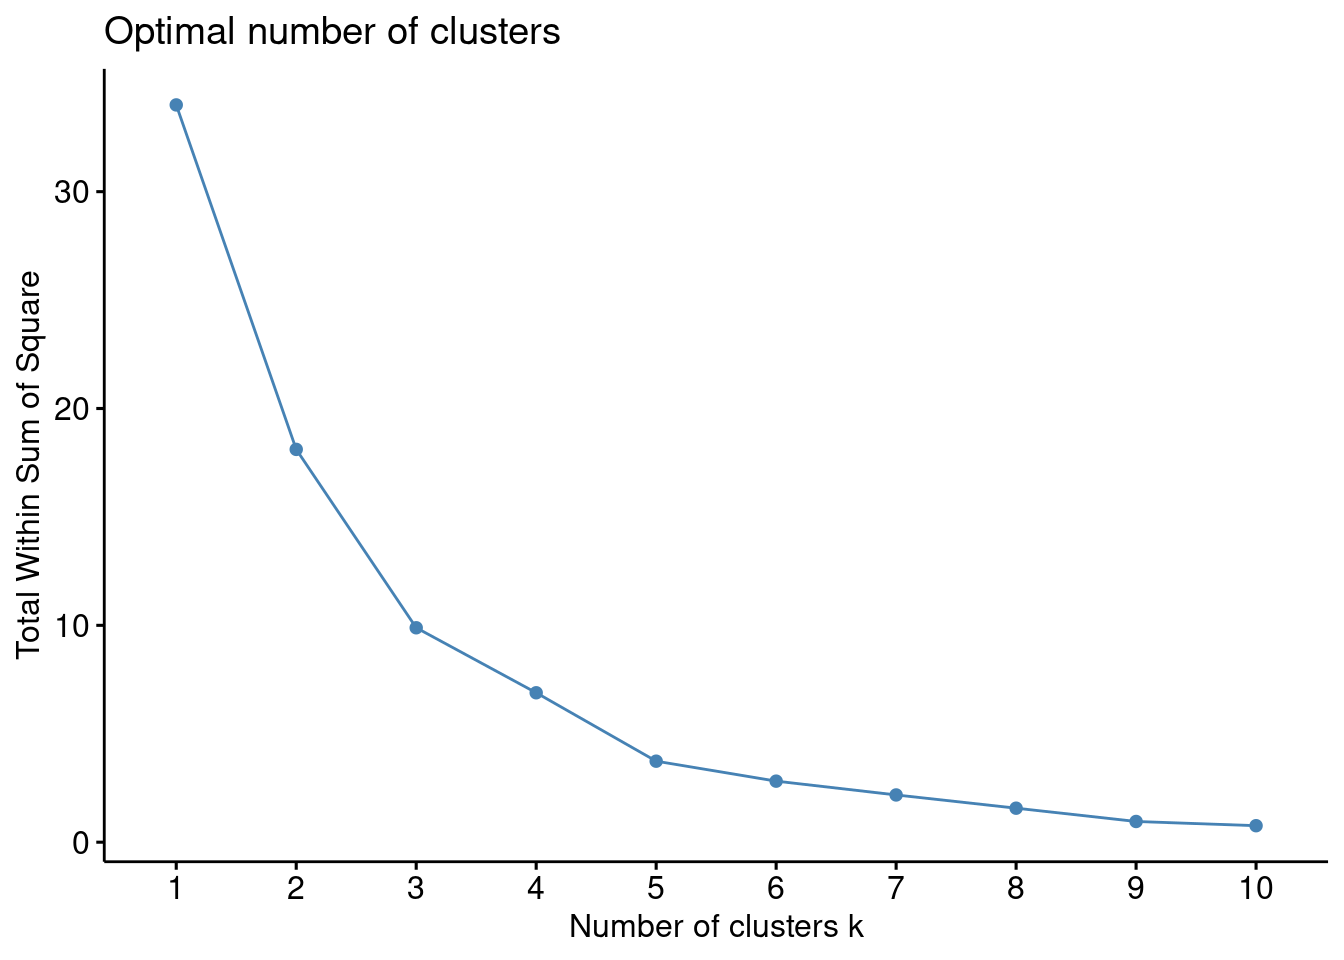 Optimal number of clusters
Total Within Sum of Square
30
20
10
0
1 2 3 4 5 6 7 8 9 10
Number of clusters k